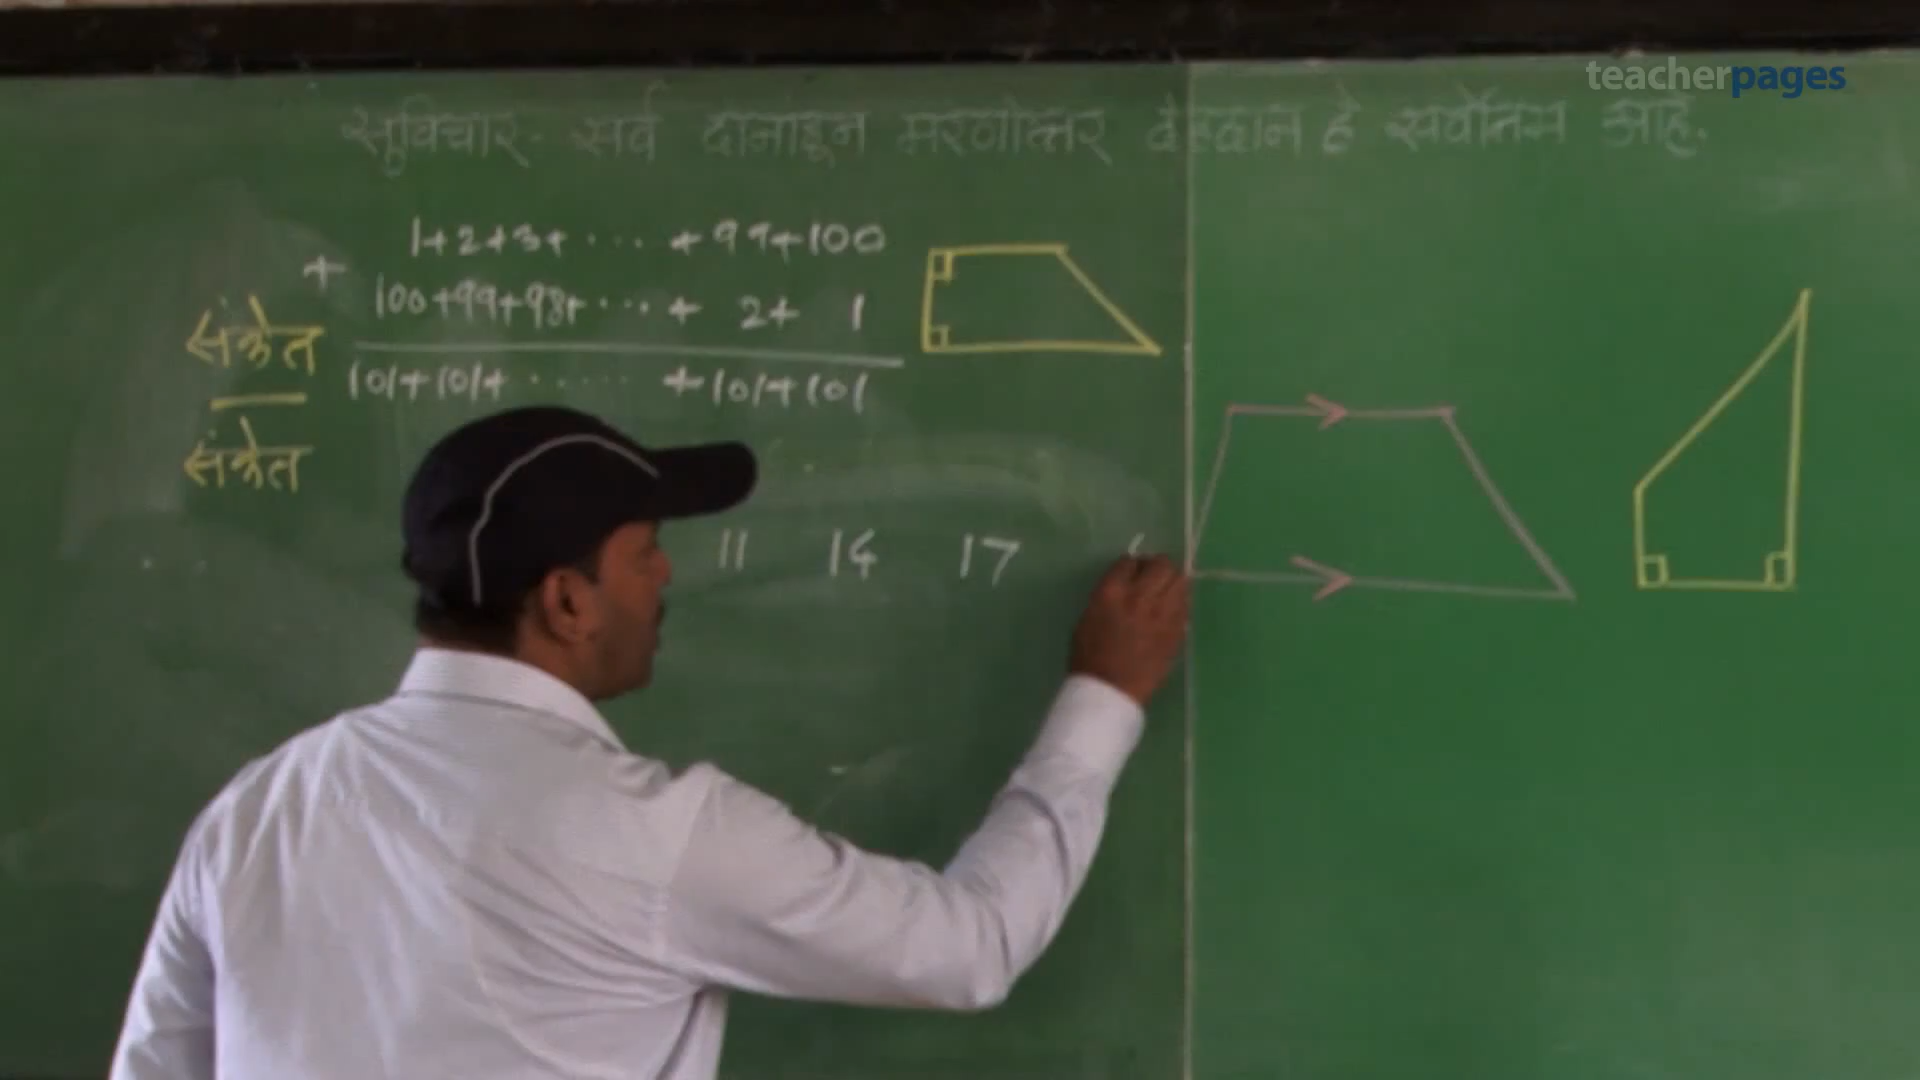 teacherpages
सुविचार- सर्व दानांहून मरणोत्तर देहदान हे सर्वोत्तम आहे.
1+2+3+ .... +99+100
+
100+99+98+ .... + 2+ 1
संकेत
101+101+ ...... +101+101
संकेत
11 14 17